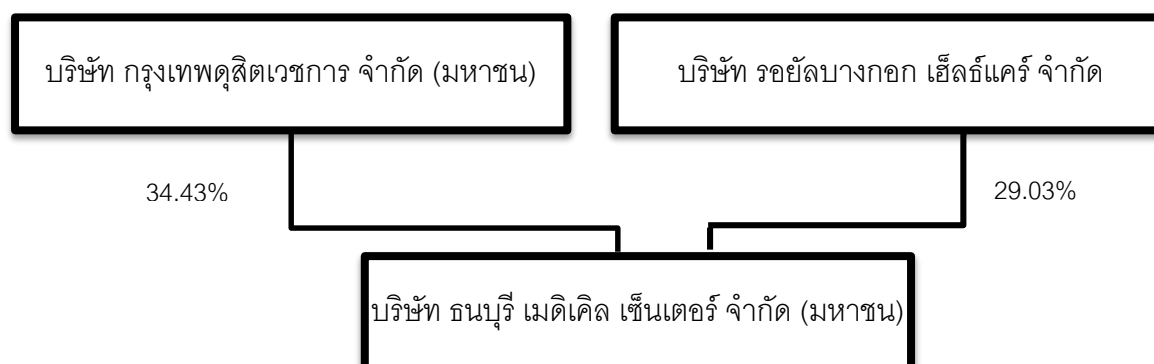 บริษัท กรุงเทพดุสิตเวชการ จำกัด (มหาชน)
บริษัท รอยัลบางกอก เฮ็ลธ์แคร์ จำกัด
34.43%
29.03%
บริษัท ธนบุรี เมดิเคิล เซ็นเตอร์ จำกัด (มหาชน)